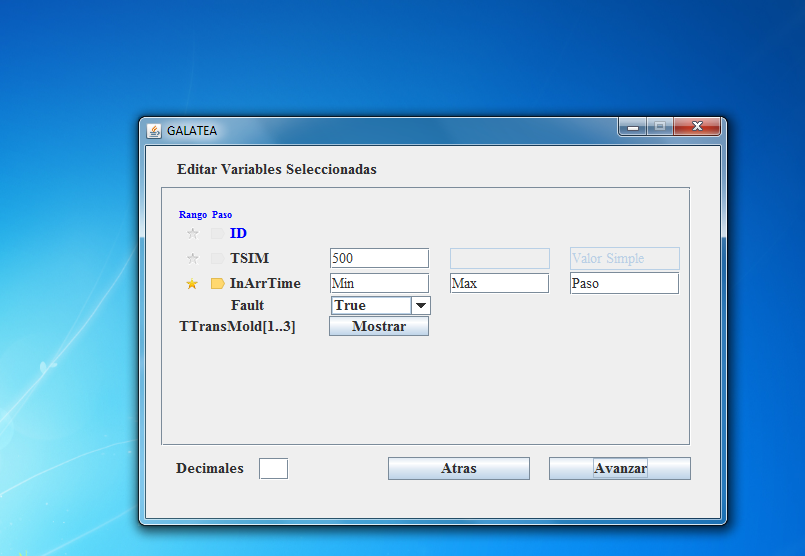 GALATEA
Editar Variables Seleccionadas
Rango Paso
ID
TSIM 500 Valor Simple
InArrTime Min Max Paso
Fault True
TTransMold[1..3] Mostrar
Decimales Atras Avanzar